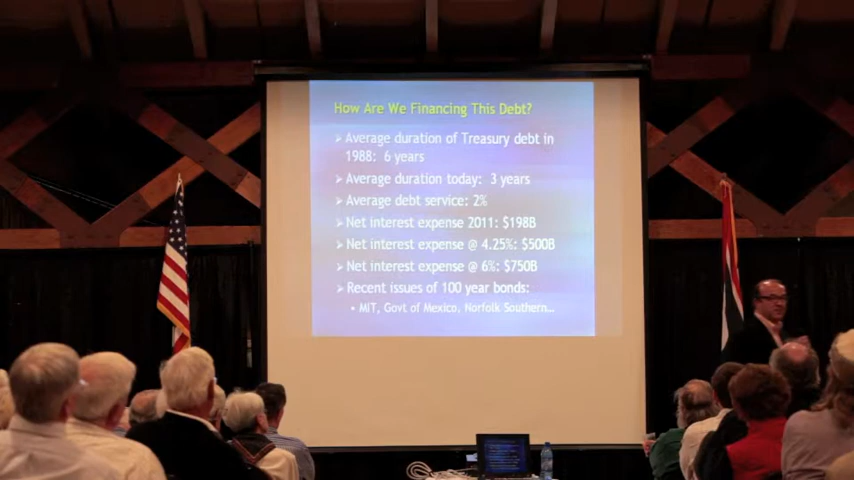 How Are We Financing This Debt?
➢ Average duration of Treasury debt in
1988: 6 years
➢ Average duration today: 3 years
➢ Average debt service: 2%
➢ Net interest expense 2011: $198B
➢ Net interest expense @ 4.25%: $500B
➢ Net interest expense @ 6%: $750B
➢ Recent issues of 100 year bonds:
• MIT, Govt of Mexico, Norfolk Southern...